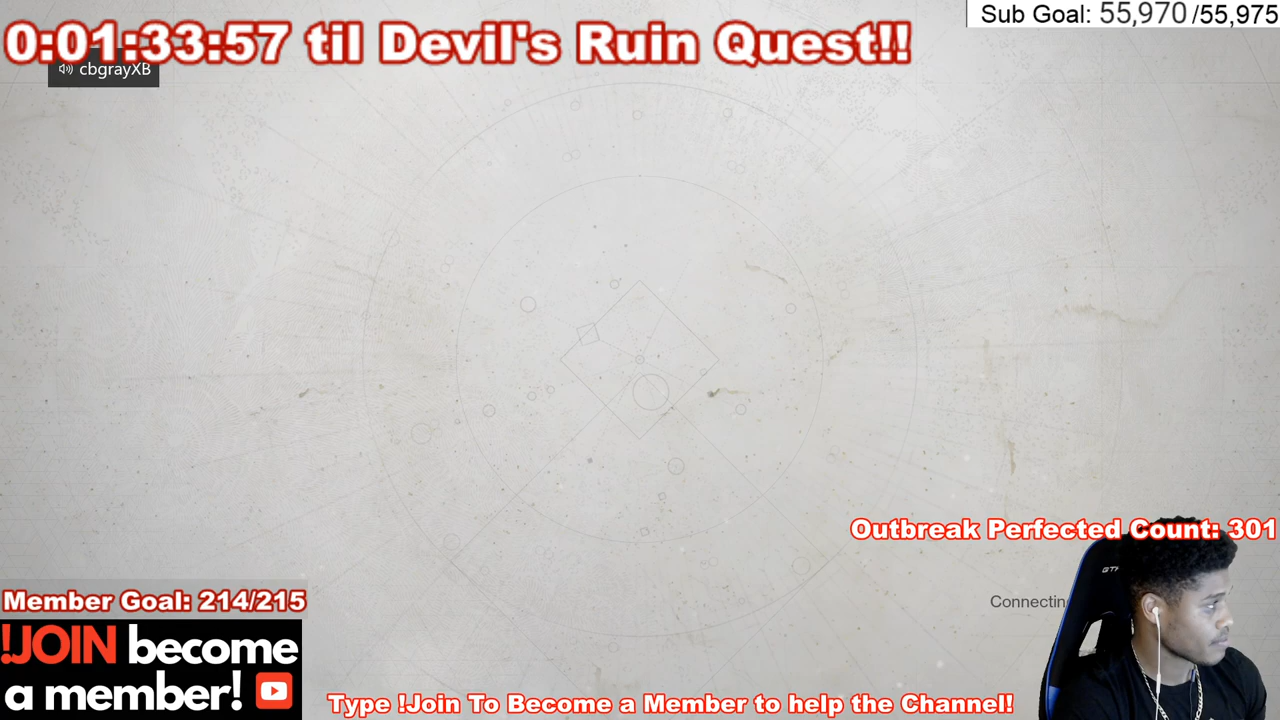 Sub Goal: 55,970/55,975
0:01:33:57 til Devil's Ruin Quest!!
cbgrayXB
Outbreak Perfected Count: 301
Member Goal: 214/215
Connectin
!JOIN become
a member!
Type !Join To Become a Member to help the Channel!